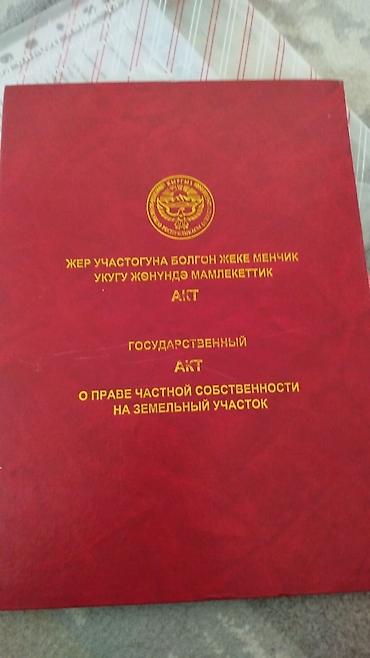 ЖЕР УЧАСТОГУНА БОЛГОН ЖЕКЕ МЕНЧИК
УКУГУ ЖӨНҮНДӨ МАМЛЕКЕТТИК
АКТ
ГОСУДАРСТВЕННЫЙ
АКТ
О ПРАВЕ ЧАСТНОЙ СОБСТВЕННОСТИ
НА ЗЕМЕЛЬНЫЙ УЧАСТОК